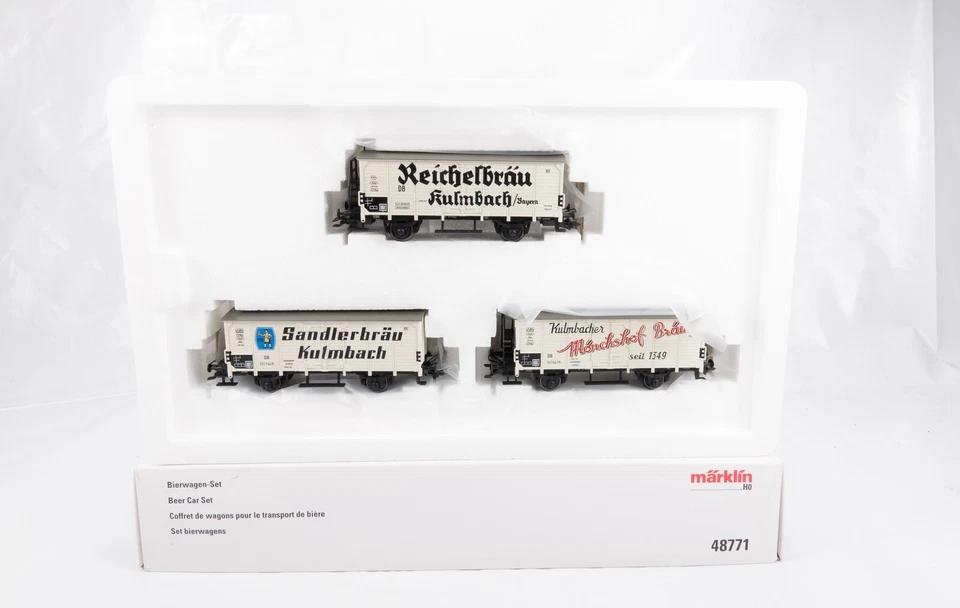 Reichelbräu
DB
Kulmbach/Bayern
Sandlerbräu
Kulmbach
DB
Kulmbacher
Mönchshof Bräu
seit 1349
DB
Bierwagen-Set
Beer Car Set
Coffret de wagons pour le transport de bière
Set bierwagens
märklin
H0
48771